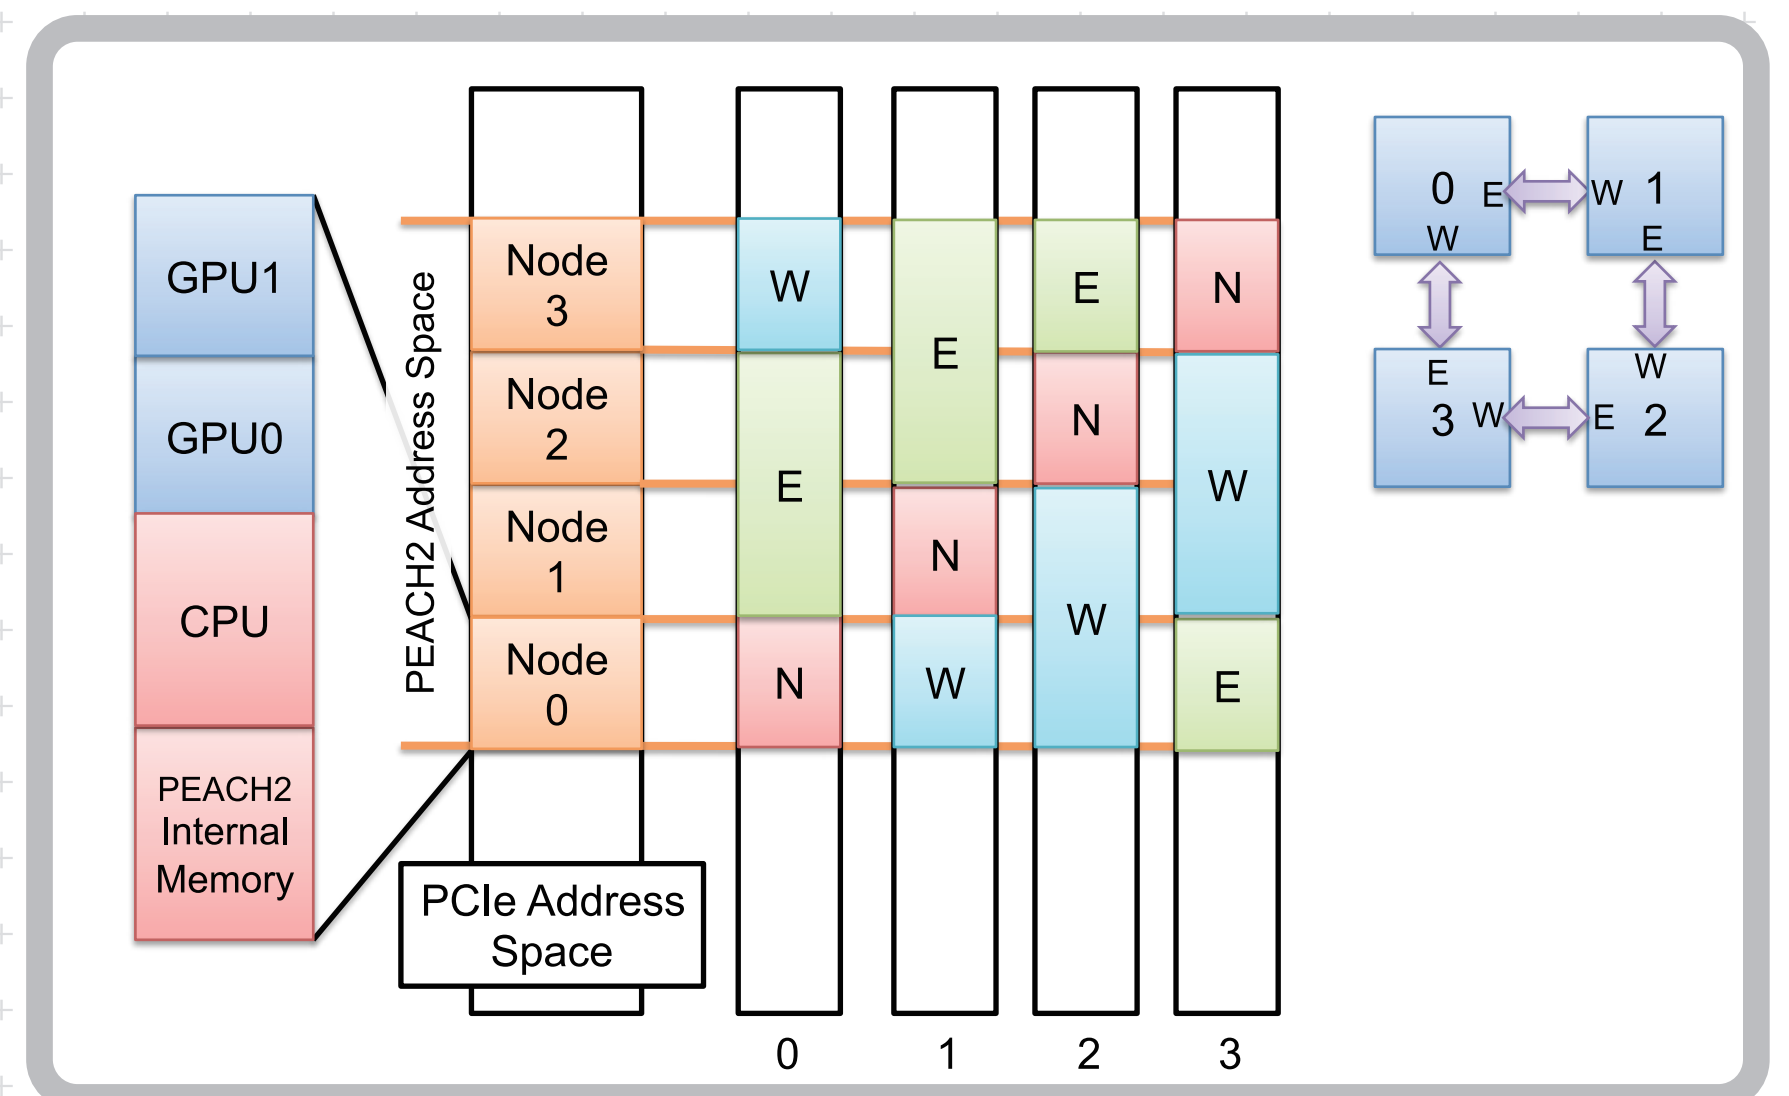 GPU1
GPU0
CPU
PEACH2
Internal
Memory
PEACH2 Address Space
Node
3
Node
2
Node
1
Node
0
PCIe Address
Space
W
E
N
0
E
N
W
1
E
N
W
2
N
W
E
3
0
E
W
W
1
E
E
3
W
W
E
2